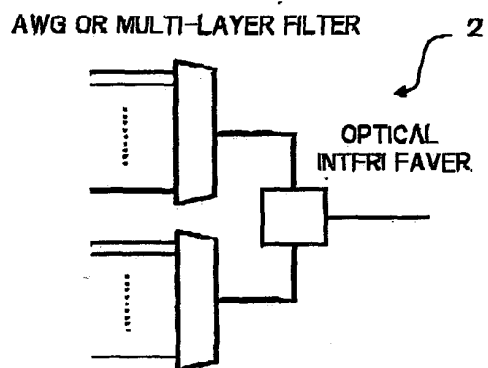 AWG OR MULTI-LAYER FILTER
2
OPTICAL
INTFRI FAVER